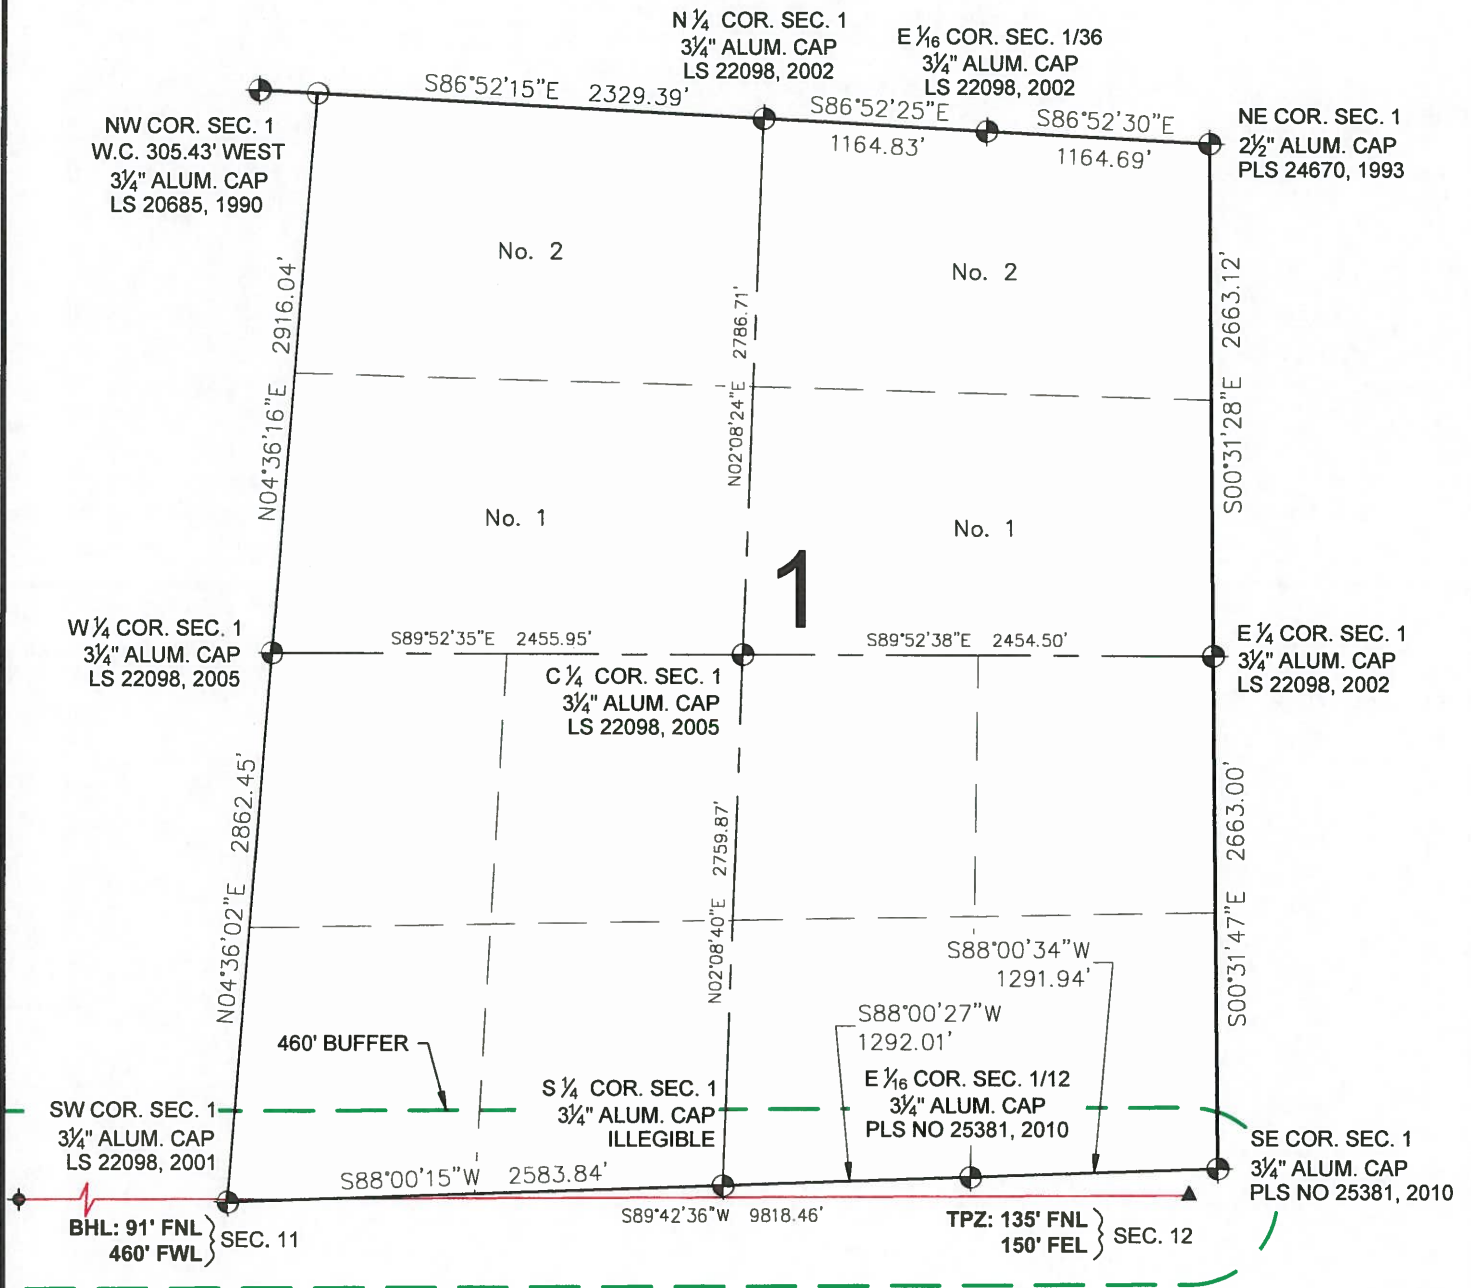 N ¼ COR. SEC. 1
3¼" ALUM. CAP
LS 22098, 2002
E 1⁄16 COR. SEC. 1/36
3¼" ALUM. CAP
LS 22098, 2002
S86°52'15"E 2329.39'
S86°52'25"E
1164.83'
S86°52'30"E
1164.69'
NE COR. SEC. 1
2½" ALUM. CAP
PLS 24670, 1993
NW COR. SEC. 1
W.C. 305.43' WEST
3¼" ALUM. CAP
LS 20685, 1990
No. 2
No. 2
N04°36'16"E 2916.04'
N02°08'24"E 2786.71'
S00°31'28"E 2663.12'
No. 1
No. 1
1
W ¼ COR. SEC. 1
3¼" ALUM. CAP
LS 22098, 2005
S89°52'35"E 2455.95'
S89°52'38"E 2454.50'
C ¼ COR. SEC. 1
3¼" ALUM. CAP
LS 22098, 2005
E ¼ COR. SEC. 1
3¼" ALUM. CAP
LS 22098, 2002
N04°36'02"E 2862.45'
N02°08'40"E 2759.87'
S00°31'47"E 2663.00'
S88°00'34"W
1291.94'
S88°00'27"W
1292.01'
460' BUFFER
E 1⁄16 COR. SEC. 1/12
3¼" ALUM. CAP
PLS NO 25381, 2010
S ¼ COR. SEC. 1
3¼" ALUM. CAP
ILLEGIBLE
SW COR. SEC. 1
3¼" ALUM. CAP
LS 22098, 2001
SE COR. SEC. 1
3¼" ALUM. CAP
PLS NO 25381, 2010
S88°00'15"W 2583.84'
S89°42'36"W 9818.46'
BHL: 91' FNL
460' FWL
SEC. 11
TPZ: 135' FNL
150' FEL
SEC. 12